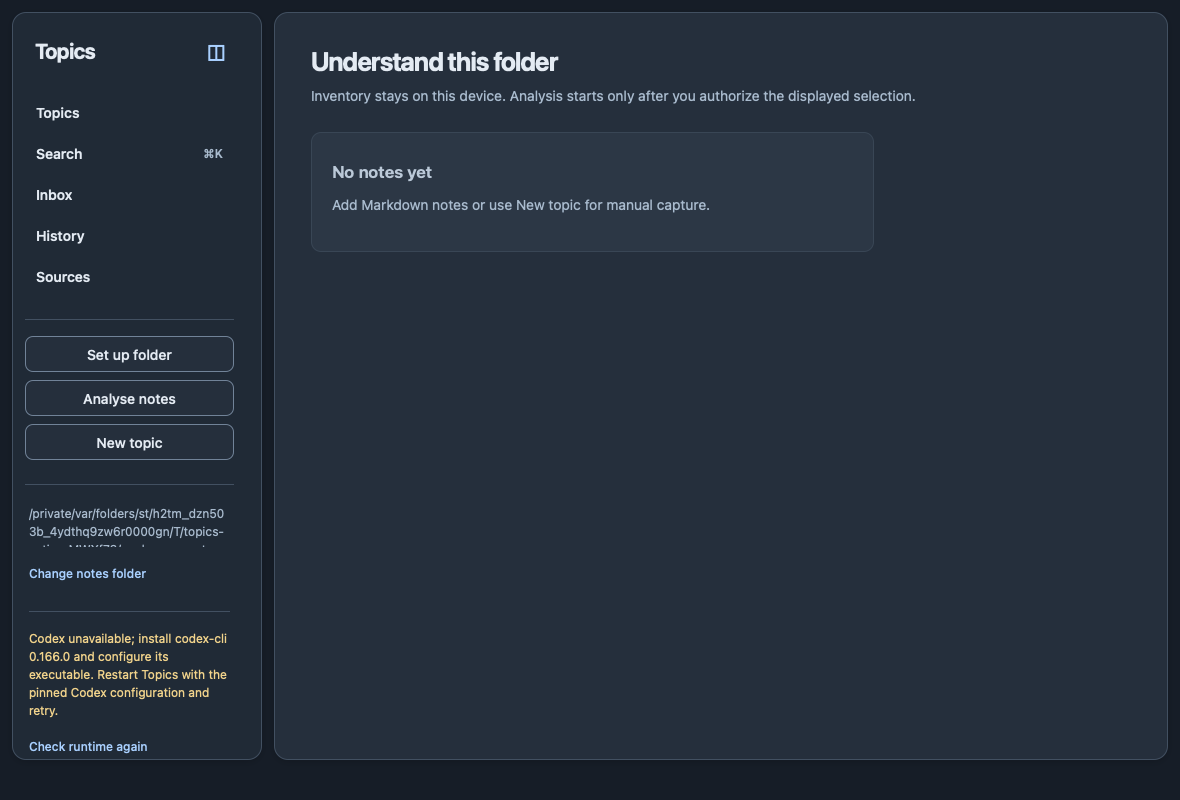 Topics
Topics
Search ⌘K
Inbox
History
Sources
Set up folder
Analyse notes
New topic
/private/var/folders/st/h2tm_dzn50
3b_4ydthq9zw6r0000gn/T/topics-
Change notes folder
Codex unavailable; install codex-cli
0.166.0 and configure its
executable. Restart Topics with the
pinned Codex configuration and
retry.
Check runtime again
Understand this folder
Inventory stays on this device. Analysis starts only after you authorize the displayed selection.
No notes yet
Add Markdown notes or use New topic for manual capture.